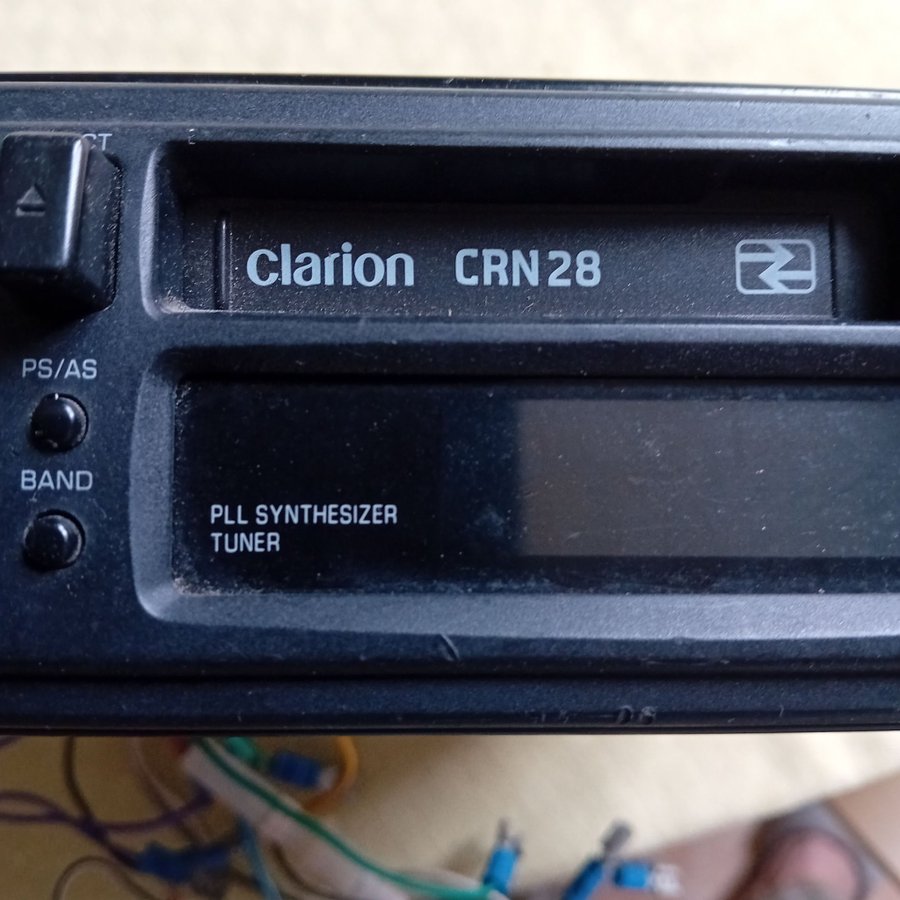 clarion CRN28
PS/AS
BAND
PLL SYNTHESIZER
TUNER